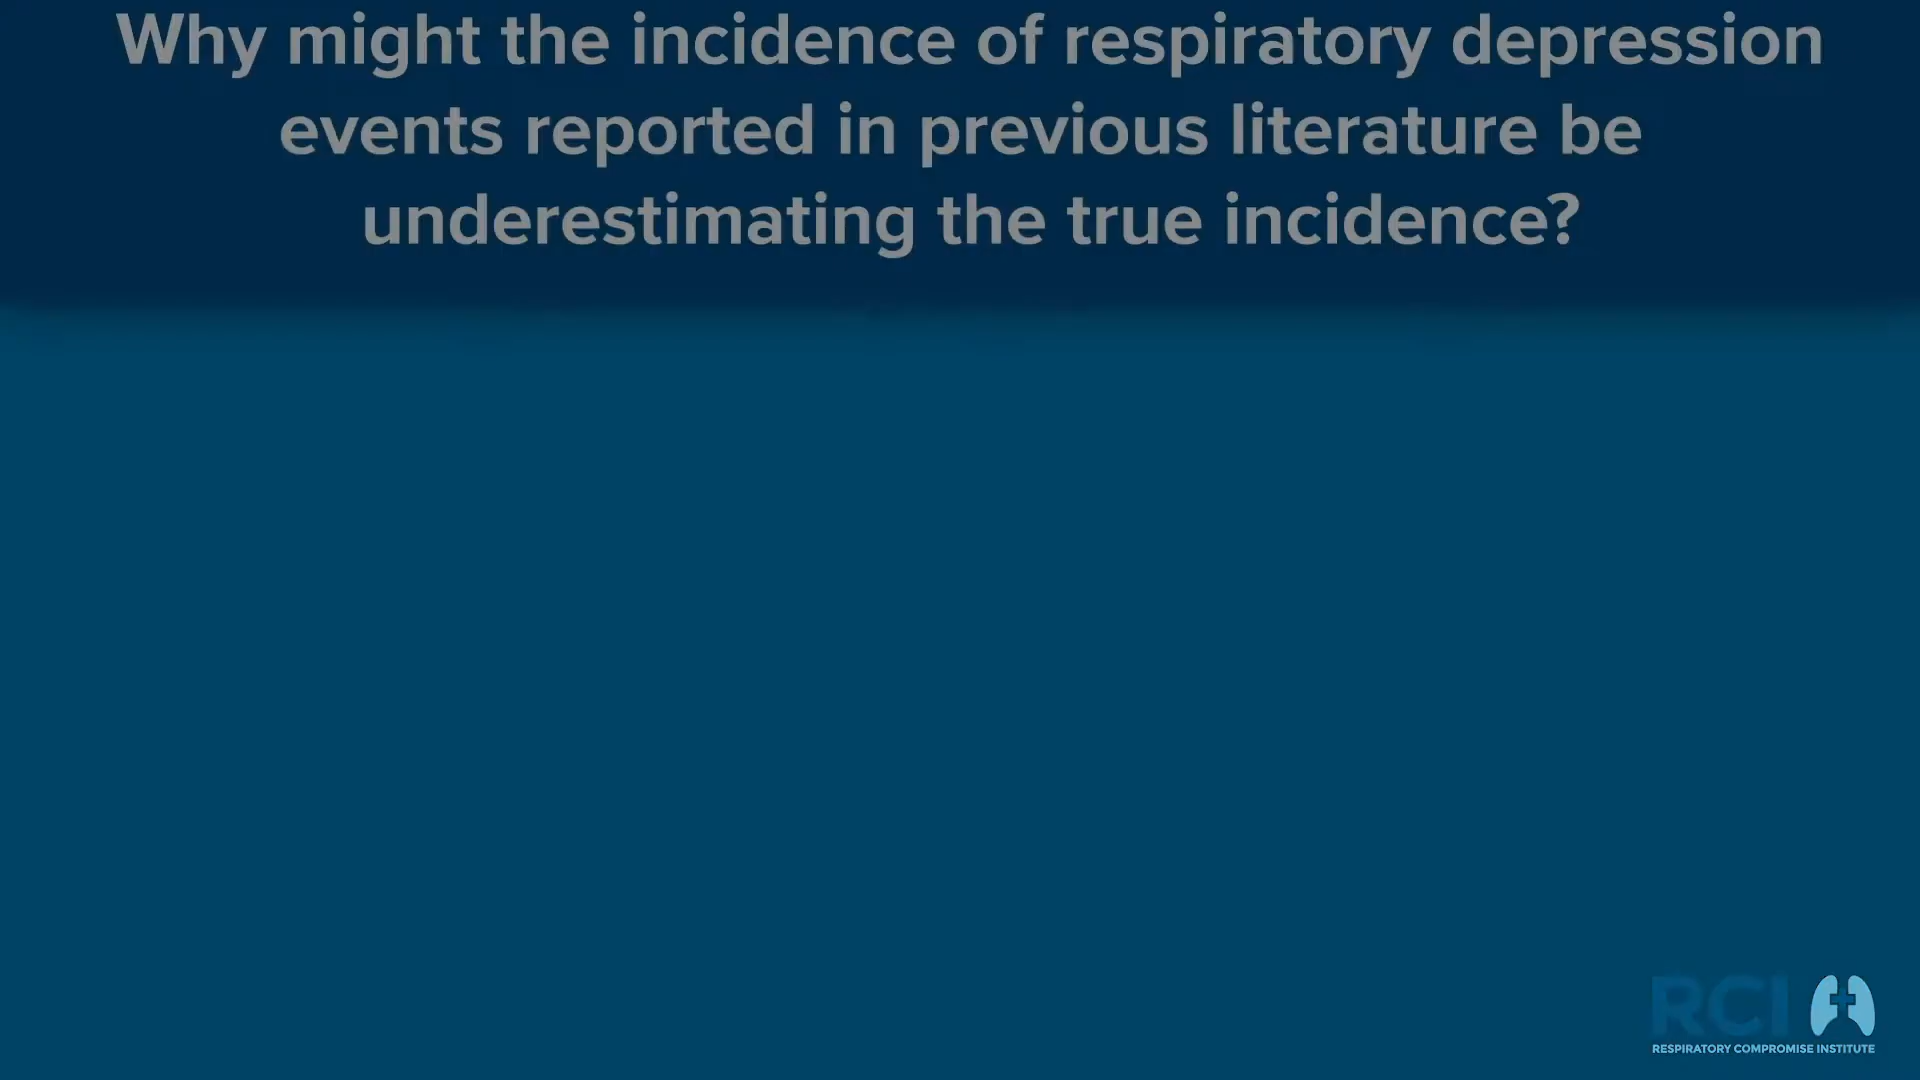 Why might the incidence of respiratory depression
events reported in previous literature be
underestimating the true incidence?
RCI
RESPIRATORY COMPROMISE INSTITUTE